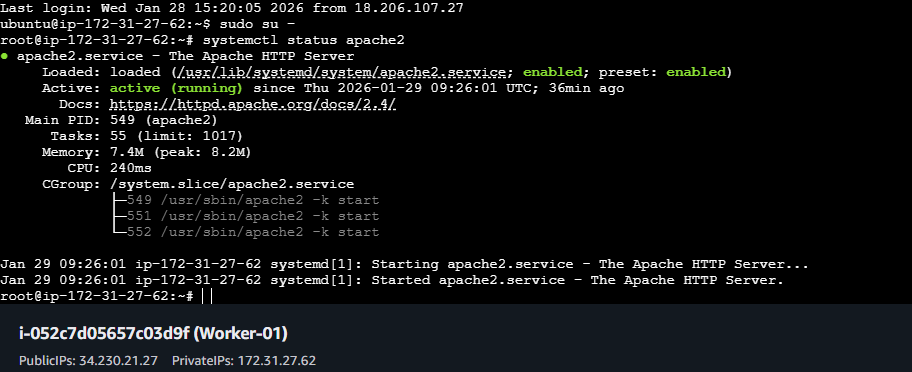 Last login: Wed Jan 28 15:20:05 2026 from 18.206.107.27
ubuntu@ip-172-31-27-62:~$ sudo su -
root@ip-172-31-27-62:~# systemctl status apache2
● apache2.service - The Apache HTTP Server
Loaded: loaded (/usr/lib/systemd/system/apache2.service; enabled; preset: enabled)
Active: active (running) since Thu 2026-01-29 09:26:01 UTC; 36min ago
Docs: https://httpd.apache.org/docs/2.4/
Main PID: 549 (apache2)
Tasks: 55 (limit: 1017)
Memory: 7.4M (peak: 8.2M)
CPU: 240ms
CGroup: /system.slice/apache2.service
├─549 /usr/sbin/apache2 -k start
├─551 /usr/sbin/apache2 -k start
└─552 /usr/sbin/apache2 -k start
Jan 29 09:26:01 ip-172-31-27-62 systemd[1]: Starting apache2.service - The Apache HTTP Server...
Jan 29 09:26:01 ip-172-31-27-62 systemd[1]: Started apache2.service - The Apache HTTP Server.
root@ip-172-31-27-62:~#
i-052c7d05657c03d9f (Worker-01)
PublicIPs: 34.230.21.27 PrivateIPs: 172.31.27.62